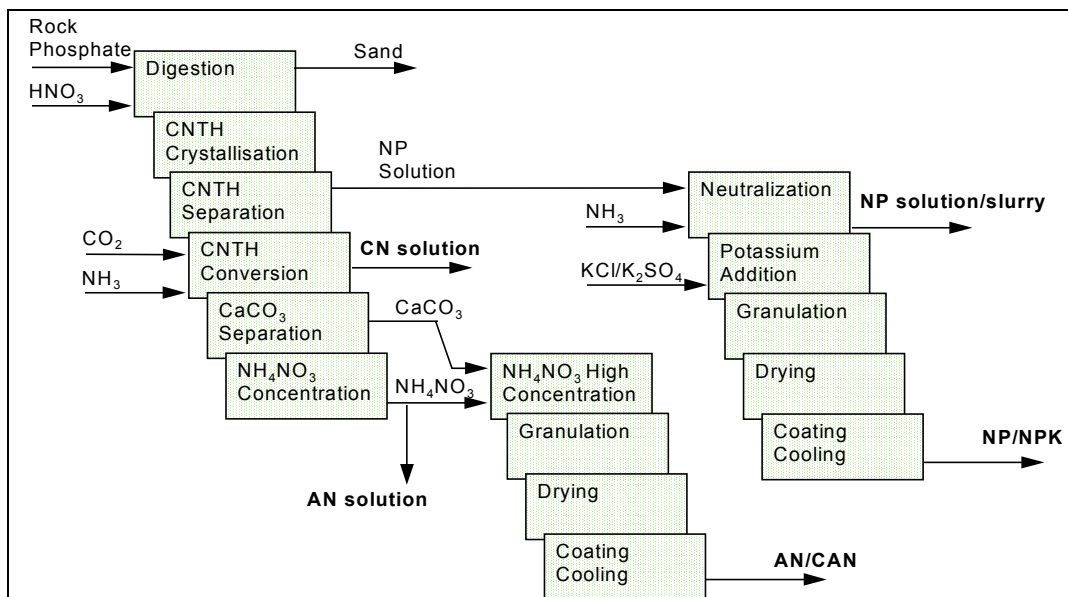 Rock
Phosphate
Digestion
Sand
HNO₃
CNTH
Crystallisation
NP
Solution
CNTH
Separation
Neutralization
NP solution/slurry
NH₃
CO₂
CNTH
Conversion
CN solution
Potassium
Addition
KCl/K₂SO₄
NH₃
CaCO₃
Separation
CaCO₃
Granulation
NH₄NO₃
Concentration
NH₄NO₃
NH₄NO₃ High
Concentration
Drying
Granulation
Coating
Cooling
NP/NPK
AN solution
Drying
Coating
Cooling
AN/CAN